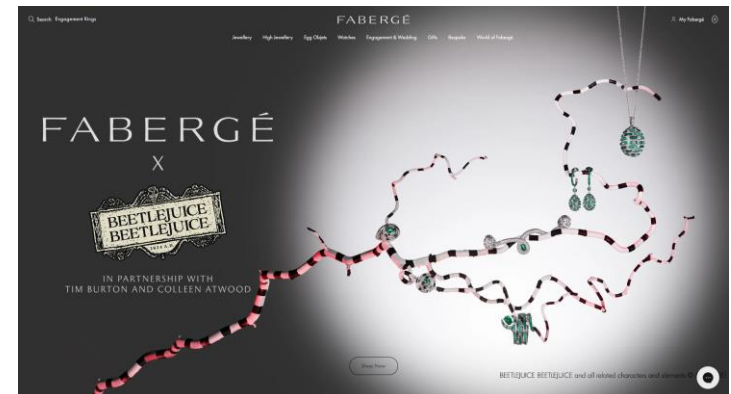 Search Engagement Rings
FABERGÉ
My Fabergé
Jewellery High Jewellery Egg Objets Watches Engagement & Wedding Gifts Bespoke World of Fabergé
FABERGÉ
X
BEETLEJUICE
BEETLEJUICE
IN PARTNERSHIP WITH
TIM BURTON AND COLLEEN ATWOOD
Shop Now
BEETLEJUICE BEETLEJUICE and all related characters and elements ©